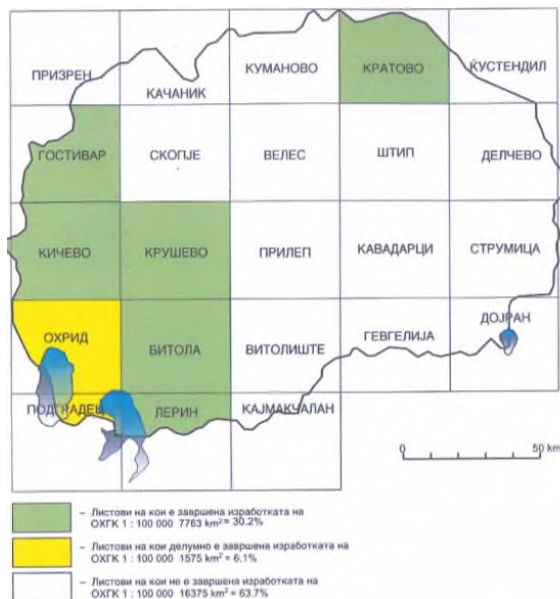 ПРИЗРЕН КАЧАНИК КУМАНОВО КРАТОВО ЌУСТЕНДИЛ
ГОСТИВАР СКОПЈЕ ВЕЛЕС ШТИП ДЕЛЧЕВО
КИЧЕВО КРУШЕВО ПРИЛЕП КАВАДАРЦИ СТРУМИЦА
ОХРИД БИТОЛА ВИТОЛИШТЕ ГЕВГЕЛИЈА ДОЈРАН
ПОДГРАДЕЦ ЛЕРИН КАЈМАКЧАЛАН
0 50 km
– Листови на кои е завршена изработката на
ОХГК 1 : 100 000 7763 km² = 30.2%
– Листови на кои делумно е завршена изработката на
ОХГК 1 : 100 000 1575 km² = 6.1%
– Листови на кои не е завршена изработката на
ОХГК 1 : 100 000 16375 km² = 63.7%